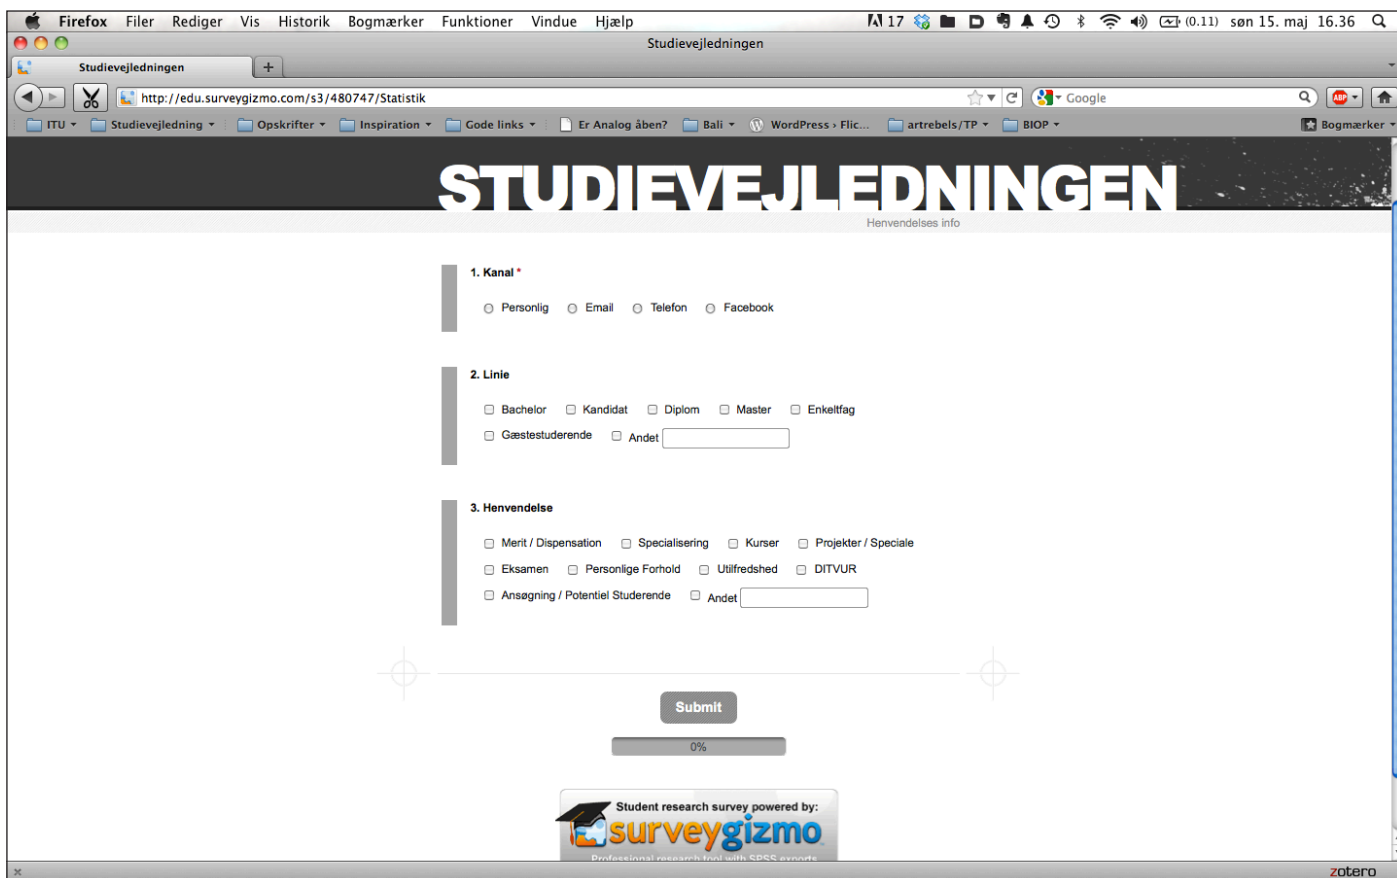 Firefox Filer Rediger Vis Historik Bogmærker Funktioner Vindue Hjælp 17 (0.11) søn 15. maj 16.36
Studievejledningen
Studievejledningen +
http://edu.surveygizmo.com/s3/480747/Statistik Google ABP
ITU Studievejledning Opskrifter Inspiration Gode links Er Analog åben? Bali WordPress › Flic... artrebels/TP BIOP Bogmærker
STUDIEVEJLEDNINGEN
Henvendelses info
1. Kanal *
Personlig Email Telefon Facebook
2. Linie
Bachelor Kandidat Diplom Master Enkeltfag
Gæstestuderende Andet
3. Henvendelse
Merit / Dispensation Specialisering Kurser Projekter / Speciale
Eksamen Personlige Forhold Utilfredshed DITVUR
Ansøgning / Potentiel Studerende Andet
Submit
0%
Student research survey powered by:
surveygizmo
Professional research tool with SPSS exports
zotero